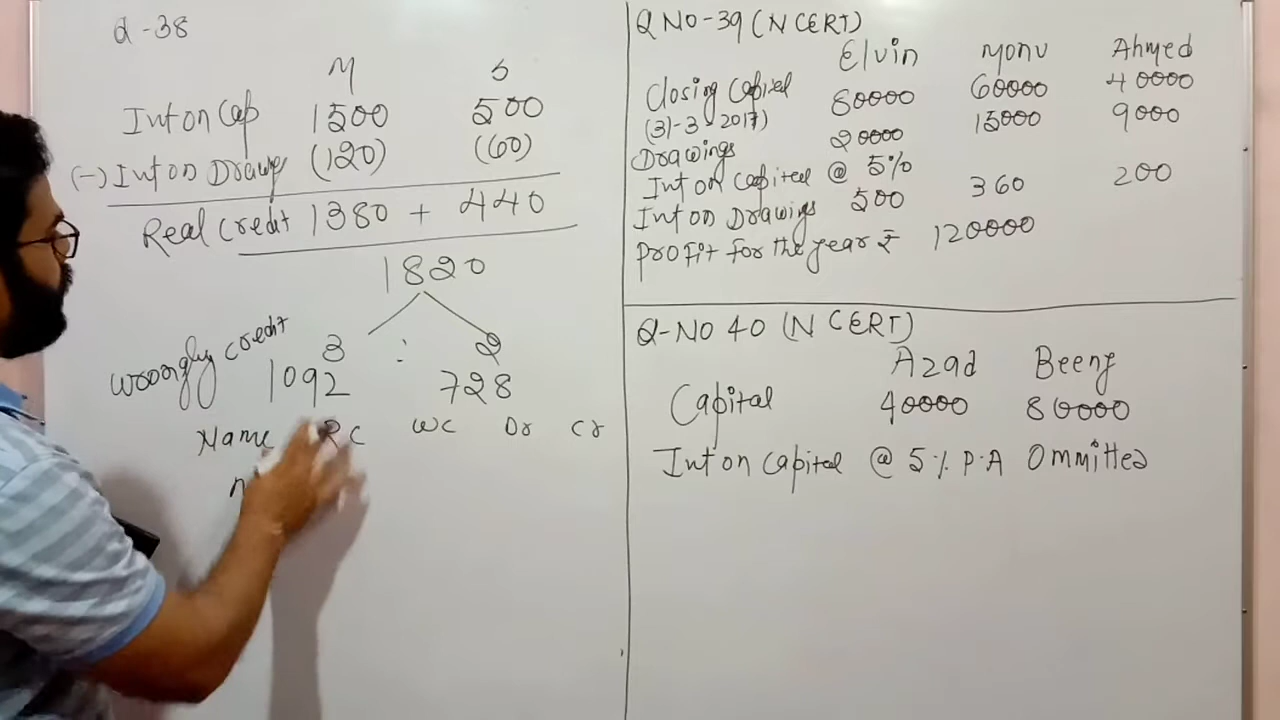 Q-38
M S
Int on Cap 1500 500
(-) Int on Drawgs (120) (60)
Real Credit 1380 + 440
1820
3 : 2
Wrongly credit 1092 728
Name RC WC Dr Cr
Q NO-39 (NCERT)
Elvin Monu Ahmed
Closing Capital 80000 60000 40000
(31-3-2017)
Drawings 20000 15000 9000
Int on Capital @ 5%
Int on Drawings 500 360 200
Profit for the year ₹ 120000
Q-NO 40 (NCERT)
Azad Beeny
Capital 40000 80000
Int on Capital @ 5% P.A Ommitted